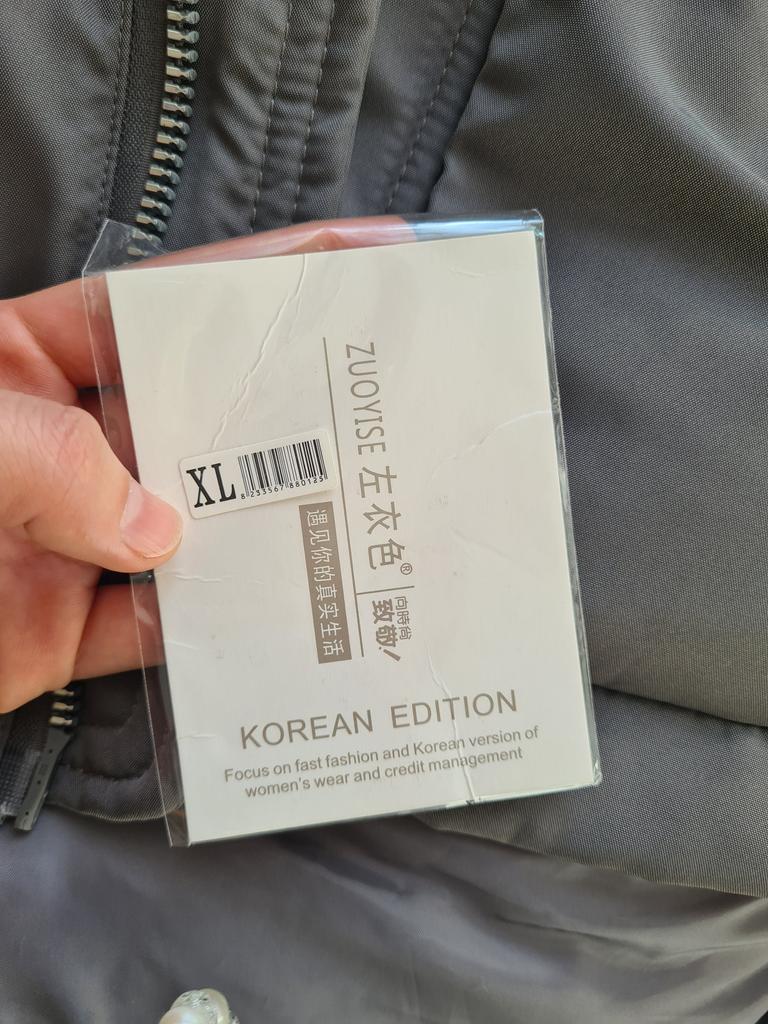 ZUOYISE 左衣色®
向時尚
致敬!
遇见你的真实生活
XL
8233567880125
KOREAN EDITION
Focus on fast fashion and Korean version of
women's wear and credit management